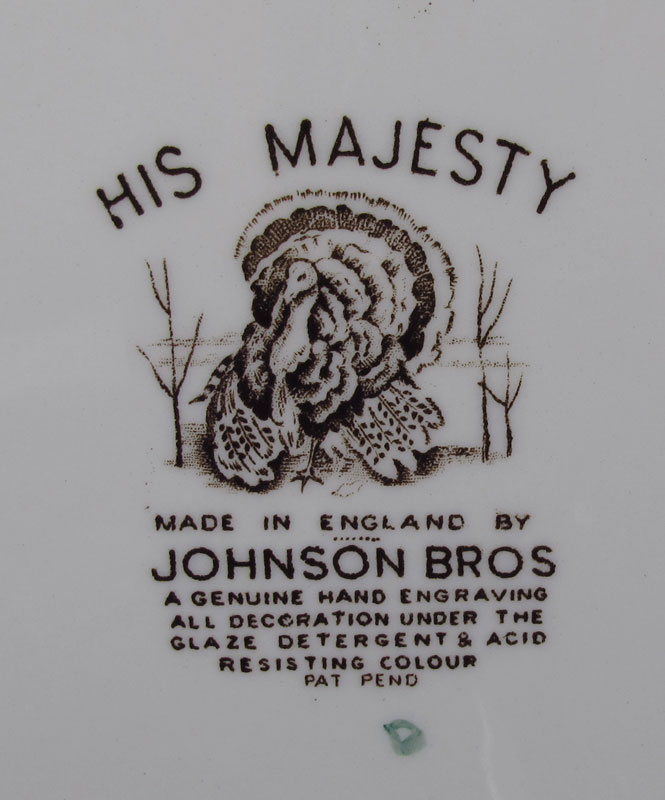 HIS MAJESTY
MADE IN ENGLAND BY
JOHNSON BROS
A GENUINE HAND ENGRAVING
ALL DECORATION UNDER THE
GLAZE DETERGENT & ACID
RESISTING COLOUR
PAT PEND